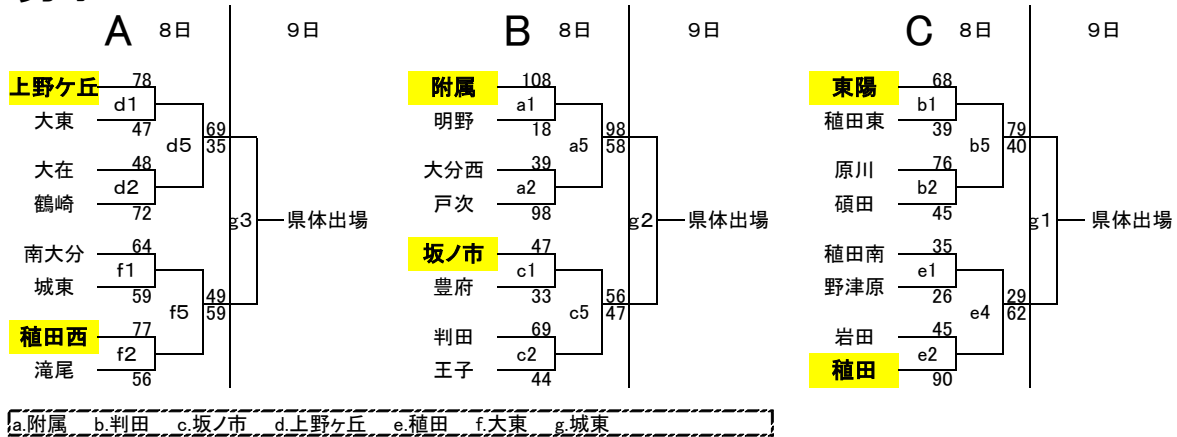 A 8日 9日
上野ケ丘 78
d1
大東 47
d5 69
35
大在 48
d2
鶴崎 72
g3 県体出場
南大分 64
f1
城東 59
f5 49
59
稙田西 77
f2
滝尾 56
B 8日 9日
附属 108
a1
明野 18
a5 98
58
大分西 39
a2
戸次 98
g2 県体出場
坂ノ市 47
c1
豊府 33
c5 56
47
判田 69
c2
王子 44
C 8日 9日
東陽 68
b1
稙田東 39
b5 79
40
原川 76
b2
碩田 45
g1 県体出場
稙田南 35
e1
野津原 26
e4 29
62
岩田 45
e2
稙田 90
a.附属 b.判田 c.坂ノ市 d.上野ヶ丘 e.稙田 f.大東 g.城東